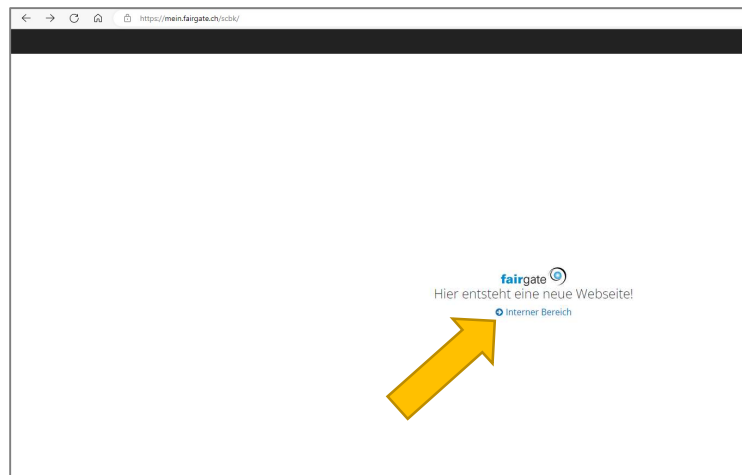 https://mein.fairgate.ch/scbk/
fairgate
Hier entsteht eine neue Webseite!
Interner Bereich